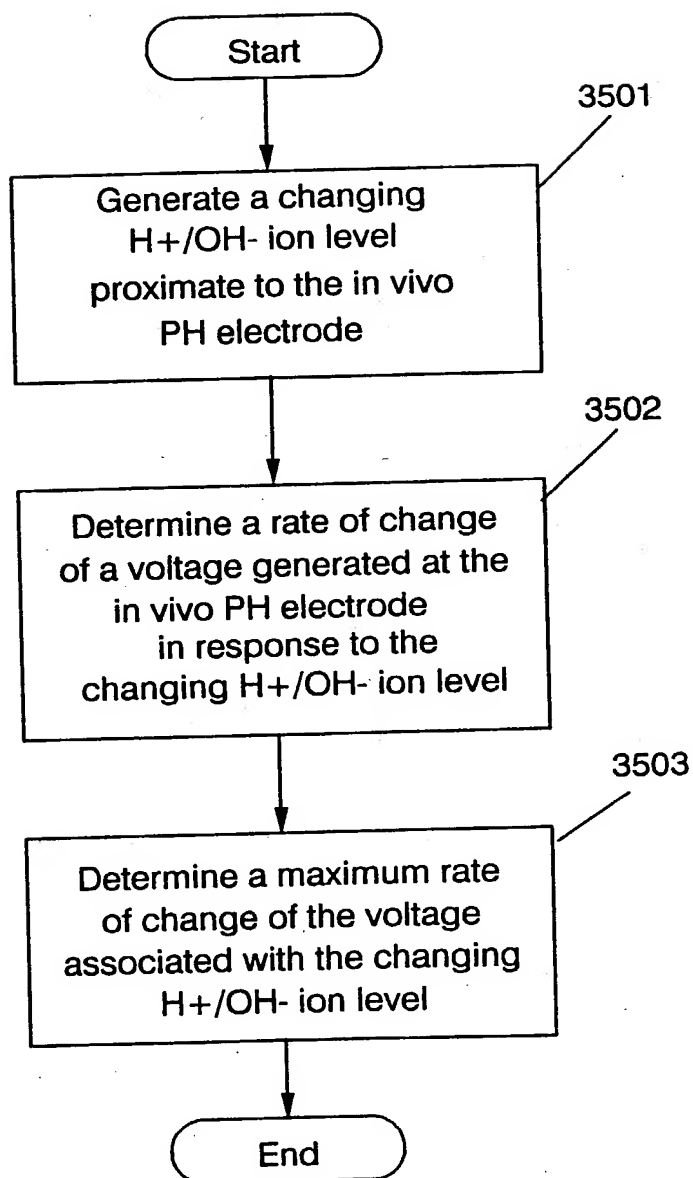 Start
3501
Generate a changing
H+/OH- ion level
proximate to the in vivo
PH electrode
3502
Determine a rate of change
of a voltage generated at the
in vivo PH electrode
in response to the
changing H+/OH- ion level
3503
Determine a maximum rate
of change of the voltage
associated with the changing
H+/OH- ion level
End